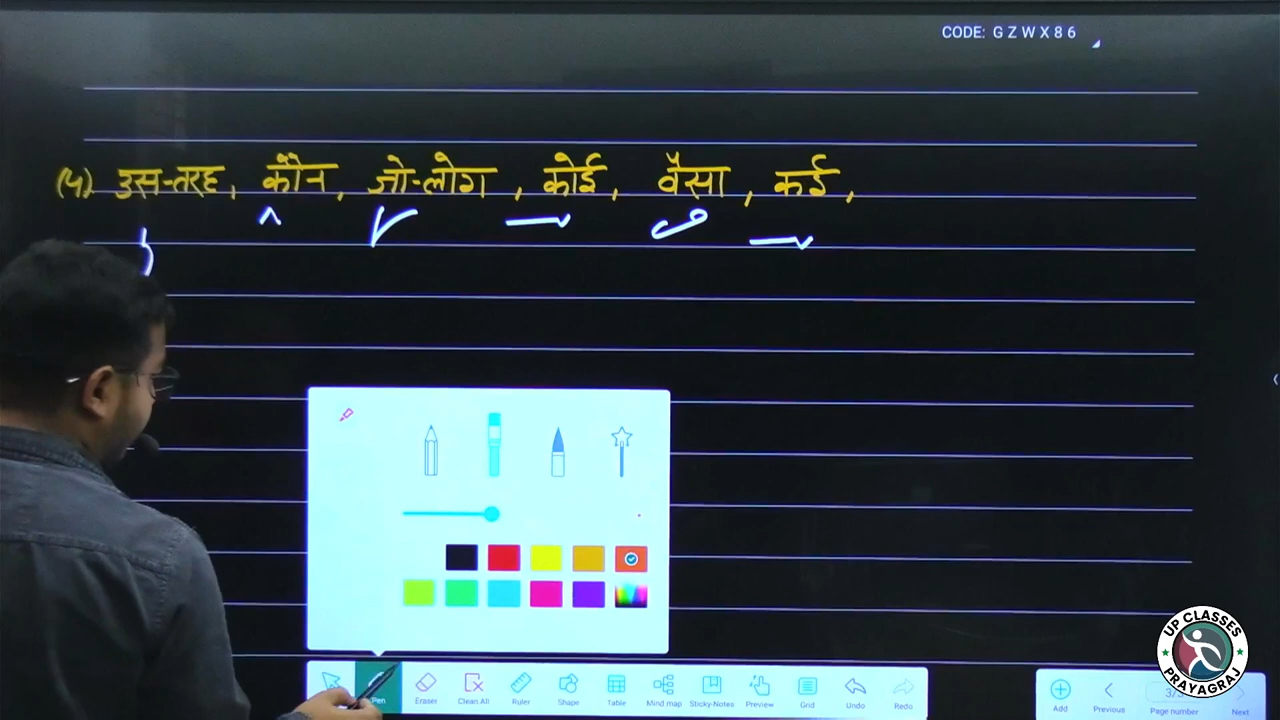 CODE: G Z W X 8 6
(५) उस-तरह, कौन, जो-लोग, कोई, वैसा, कई,
Pen Eraser Clean All Ruler Shape Table Mind map Sticky-Notes Preview Grid Undo Redo
Add Previous Page number Next
UP CLASSES
PRAYAGRAJ